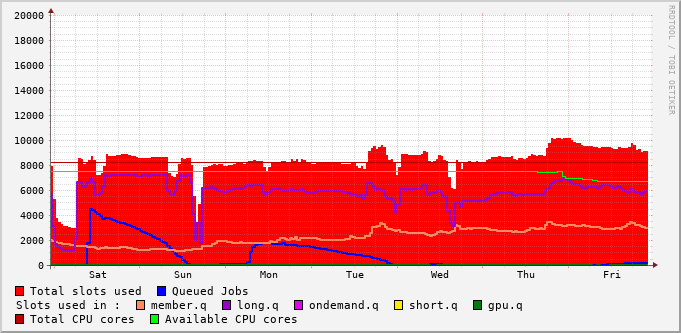 RRDTOOL / TOBI OETIKER
20000
18000
16000
14000
12000
10000
8000
6000
4000
2000
0
Sat Sun Mon Tue Wed Thu Fri
Total slots used Queued Jobs
Slots used in : member.q long.q ondemand.q short.q gpu.q
Total CPU cores Available CPU cores